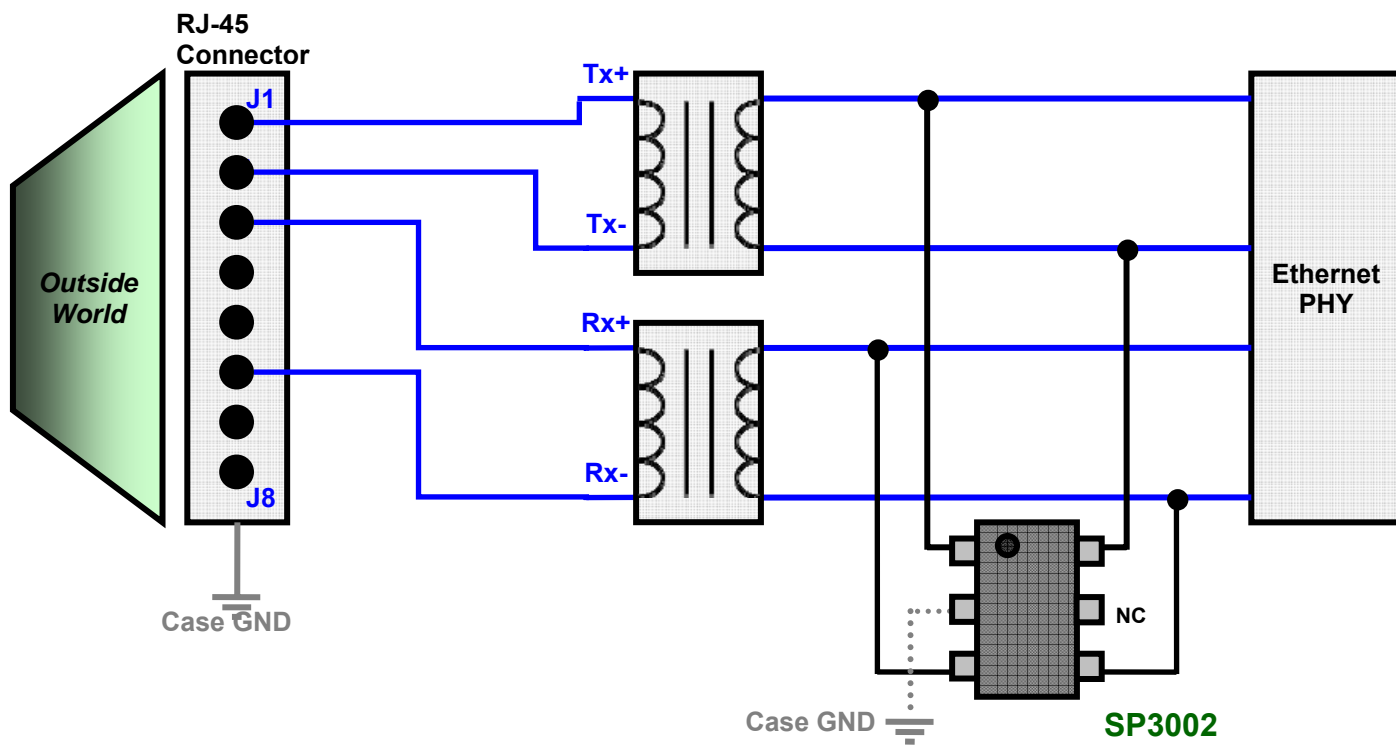 RJ-45
Connector
J1
Tx+
Tx-
Outside
World
Ethernet
PHY
Rx+
Rx-
J8
Case GND
NC
Case GND
SP3002